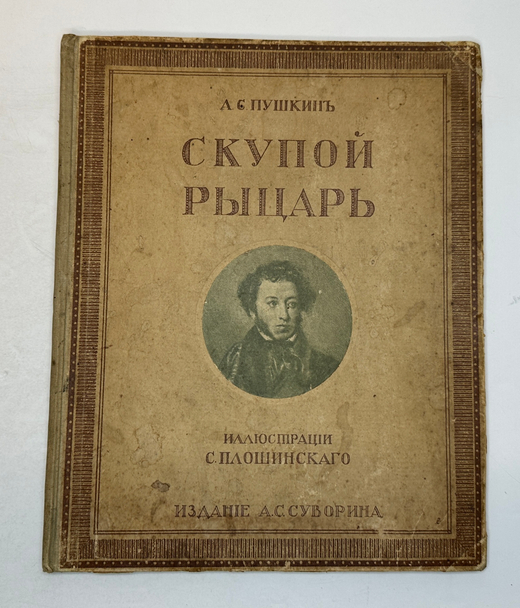 А С ПУШКИНЪ
СКУПОЙ
РЫЦАРЬ
ИЛЛЮСТРАЦІИ
С. ПЛОШИНСКАГО
ИЗДАНІЕ А. С. СУВОРИНА